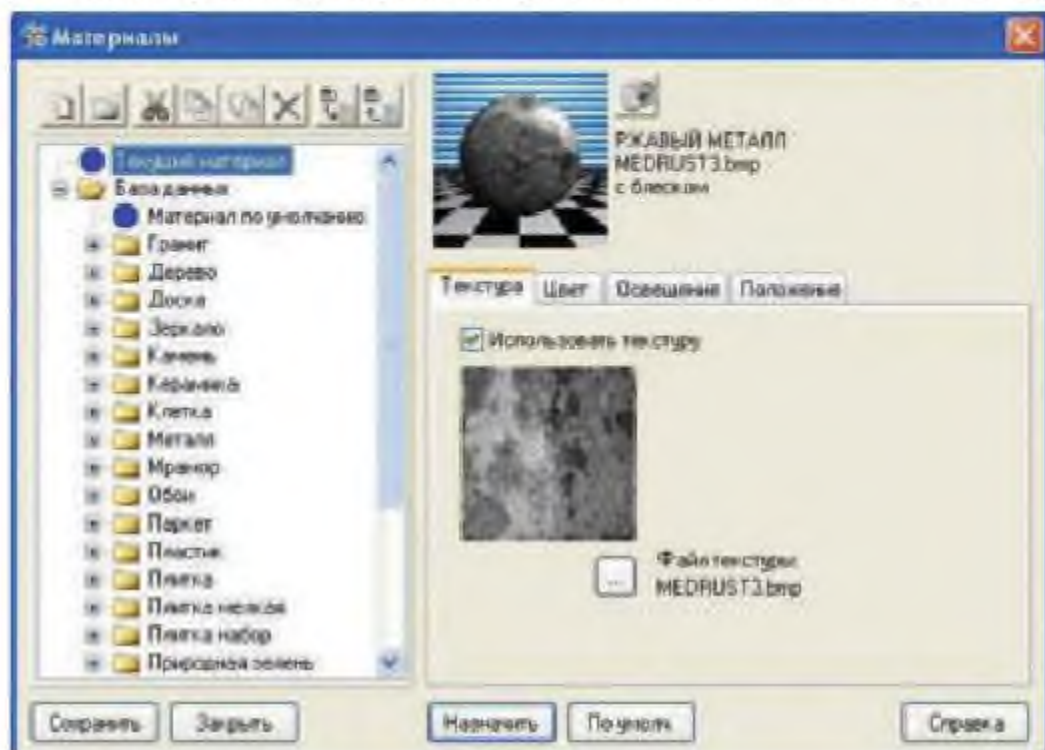 Материалы
Текущий материал
База данных
Материал по умолчанию
Гранит
Дерево
Доска
Зеркало
Камень
Керамика
Клетка
Металл
Мрамор
Обои
Паркет
Пластик
Плитка
Плитка мелкая
Плитка набор
Природная зелень
РЖАВЫЙ МЕТАЛЛ
MEDRUST3.bmp
с блеском
Текстура Цвет Освещение Положение
Использовать текстуру
...
Файл текстуры:
MEDRUST3.bmp
Сохранить Закрыть Назначить По умолч. Справка